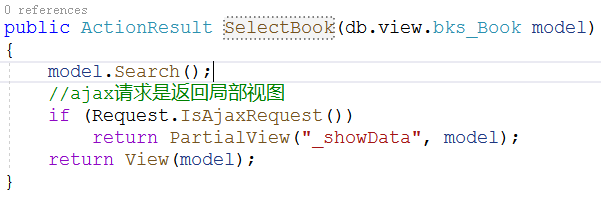 0 references
public ActionResult SelectBook(db.view.bks_Book model)
{
    model.Search();
    //ajax请求是返回局部视图
    if (Request.IsAjaxRequest())
        return PartialView("_showData", model);
    return View(model);
}